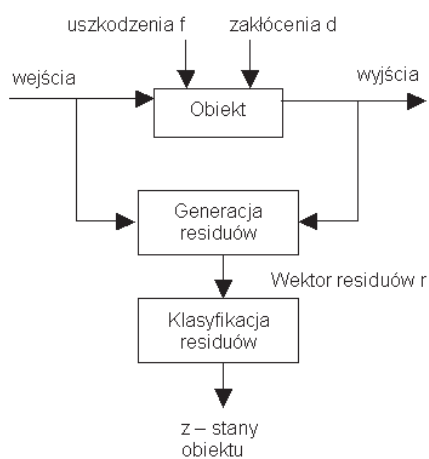 uszkodzenia f
zakłócenia d
wejścia
wyjścia
Obiekt
Generacja
residuów
Wektor residuów r
Klasyfikacja
residuów
z – stany
obiektu